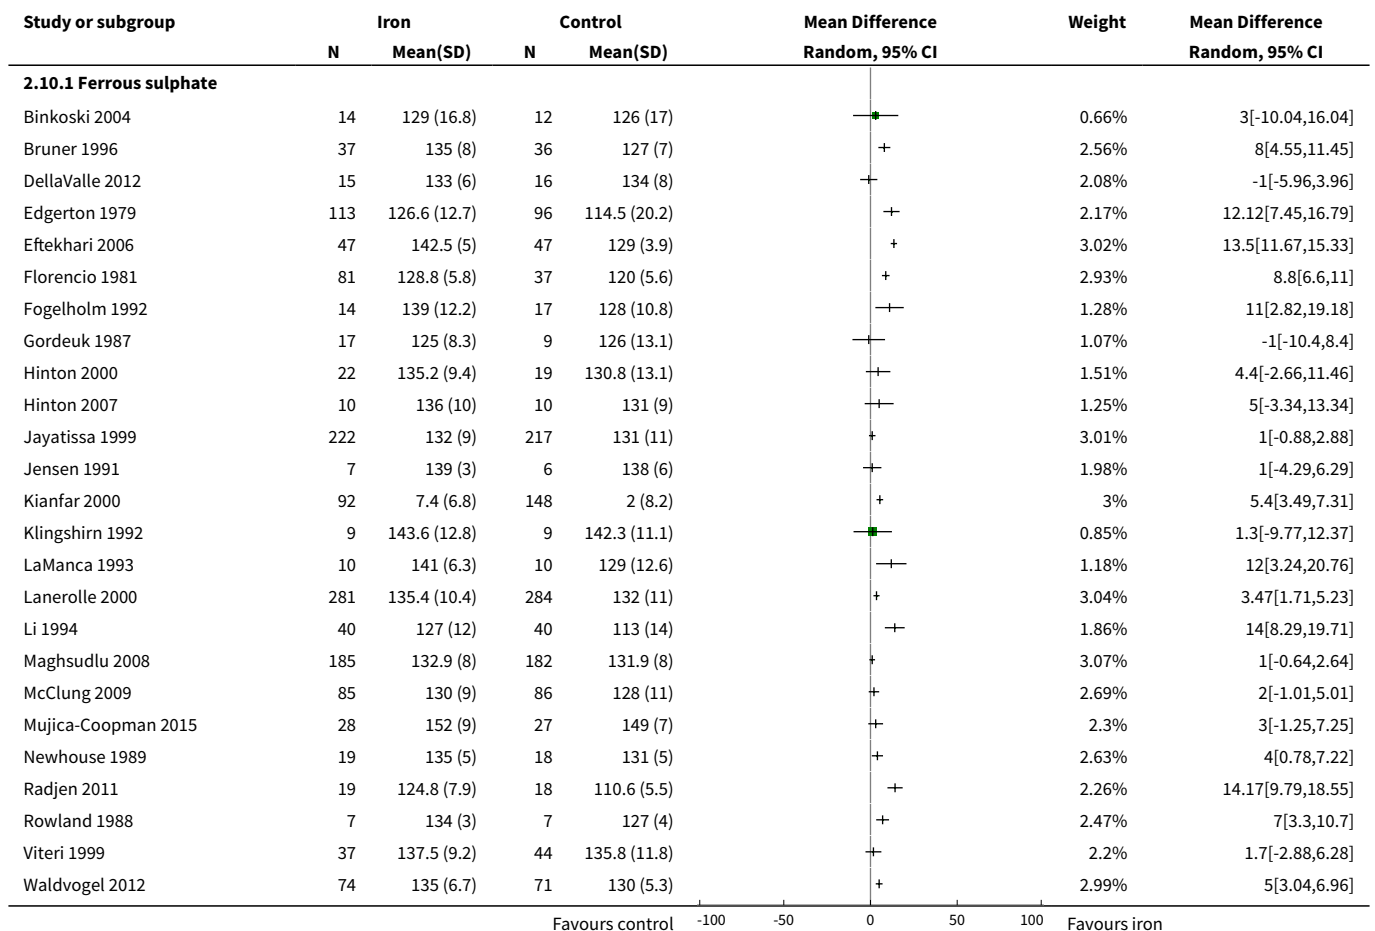 Study or subgroup Iron Control Mean Difference Weight Mean Difference
N Mean(SD) N Mean(SD) Random, 95% CI Random, 95% CI
2.10.1 Ferrous sulphate
Binkoski 2004 14 129 (16.8) 12 126 (17) 0.66% 3[-10.04,16.04]
Bruner 1996 37 135 (8) 36 127 (7) 2.56% 8[4.55,11.45]
DellaValle 2012 15 133 (6) 16 134 (8) 2.08% -1[-5.96,3.96]
Edgerton 1979 113 126.6 (12.7) 96 114.5 (20.2) 2.17% 12.12[7.45,16.79]
Eftekhari 2006 47 142.5 (5) 47 129 (3.9) 3.02% 13.5[11.67,15.33]
Florencio 1981 81 128.8 (5.8) 37 120 (5.6) 2.93% 8.8[6.6,11]
Fogelholm 1992 14 139 (12.2) 17 128 (10.8) 1.28% 11[2.82,19.18]
Gordeuk 1987 17 125 (8.3) 9 126 (13.1) 1.07% -1[-10.4,8.4]
Hinton 2000 22 135.2 (9.4) 19 130.8 (13.1) 1.51% 4.4[-2.66,11.46]
Hinton 2007 10 136 (10) 10 131 (9) 1.25% 5[-3.34,13.34]
Jayatissa 1999 222 132 (9) 217 131 (11) 3.01% 1[-0.88,2.88]
Jensen 1991 7 139 (3) 6 138 (6) 1.98% 1[-4.29,6.29]
Kianfar 2000 92 7.4 (6.8) 148 2 (8.2) 3% 5.4[3.49,7.31]
Klingshirn 1992 9 143.6 (12.8) 9 142.3 (11.1) 0.85% 1.3[-9.77,12.37]
LaManca 1993 10 141 (6.3) 10 129 (12.6) 1.18% 12[3.24,20.76]
Lanerolle 2000 281 135.4 (10.4) 284 132 (11) 3.04% 3.47[1.71,5.23]
Li 1994 40 127 (12) 40 113 (14) 1.86% 14[8.29,19.71]
Maghsudlu 2008 185 132.9 (8) 182 131.9 (8) 3.07% 1[-0.64,2.64]
McClung 2009 85 130 (9) 86 128 (11) 2.69% 2[-1.01,5.01]
Mujica-Coopman 2015 28 152 (9) 27 149 (7) 2.3% 3[-1.25,7.25]
Newhouse 1989 19 135 (5) 18 131 (5) 2.63% 4[0.78,7.22]
Radjen 2011 19 124.8 (7.9) 18 110.6 (5.5) 2.26% 14.17[9.79,18.55]
Rowland 1988 7 134 (3) 7 127 (4) 2.47% 7[3.3,10.7]
Viteri 1999 37 137.5 (9.2) 44 135.8 (11.8) 2.2% 1.7[-2.88,6.28]
Waldvogel 2012 74 135 (6.7) 71 130 (5.3) 2.99% 5[3.04,6.96]
Favours control -100 -50 0 50 100 Favours iron